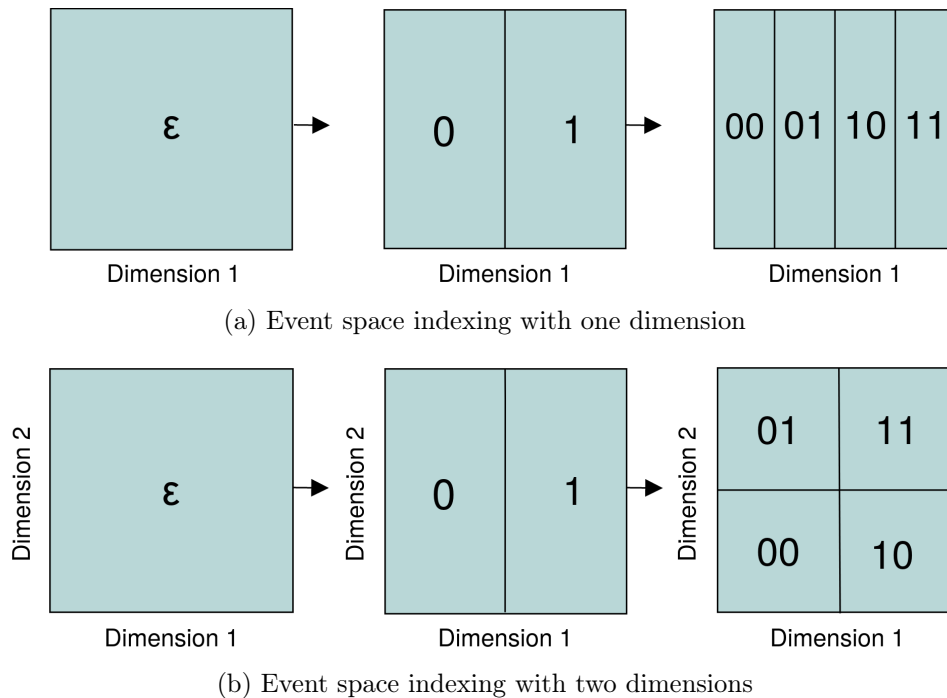 ε
0 1
00 01 10 11
Dimension 1 Dimension 1 Dimension 1
(a) Event space indexing with one dimension
Dimension 2 Dimension 2 Dimension 2
ε
0 1
01 11
00 10
Dimension 1 Dimension 1 Dimension 1
(b) Event space indexing with two dimensions